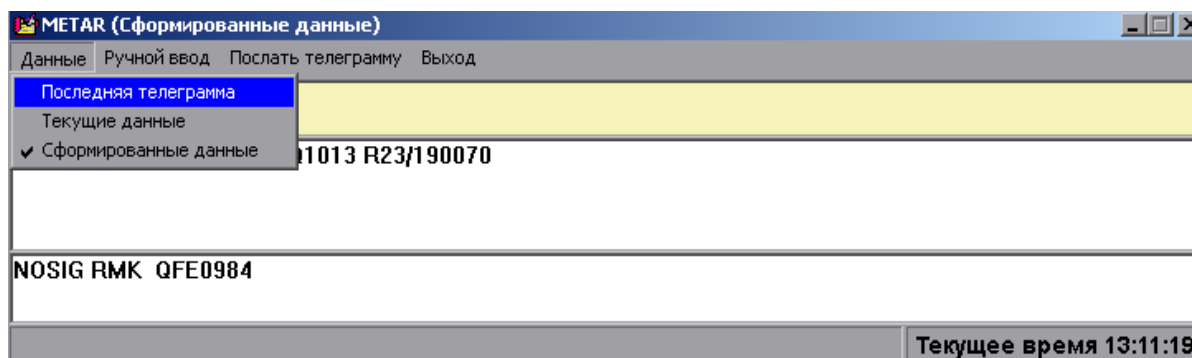 METAR (Сформированные данные)
Данные Ручной ввод Послать телеграмму Выход
Последняя телеграмма
Текущие данные
Сформированные данные
Q1013 R23/190070
NOSIG RMK QFE0984
Текущее время 13:11:19